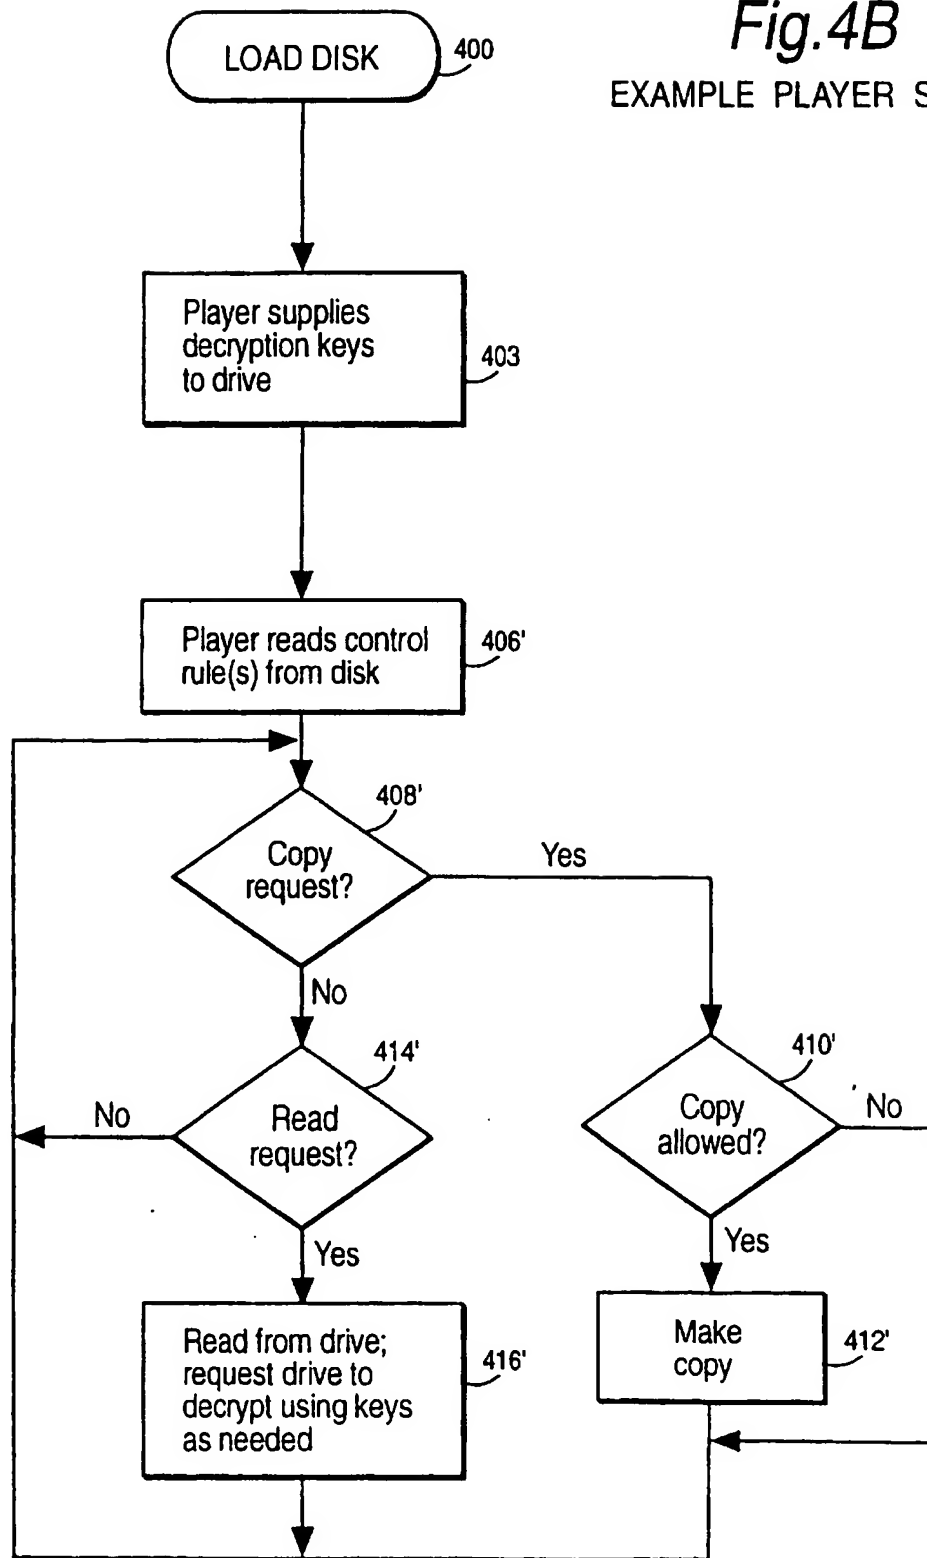 Fig.4B
EXAMPLE PLAYER S
LOAD DISK
400
Player supplies
decryption keys
to drive
403
Player reads control
rule(s) from disk
406'
408'
Copy
request?
Yes
No
414'
Read
request?
No
Yes
410'
Copy
allowed?
No
Yes
Read from drive;
request drive to
decrypt using keys
as needed
416'
Make
copy
412'